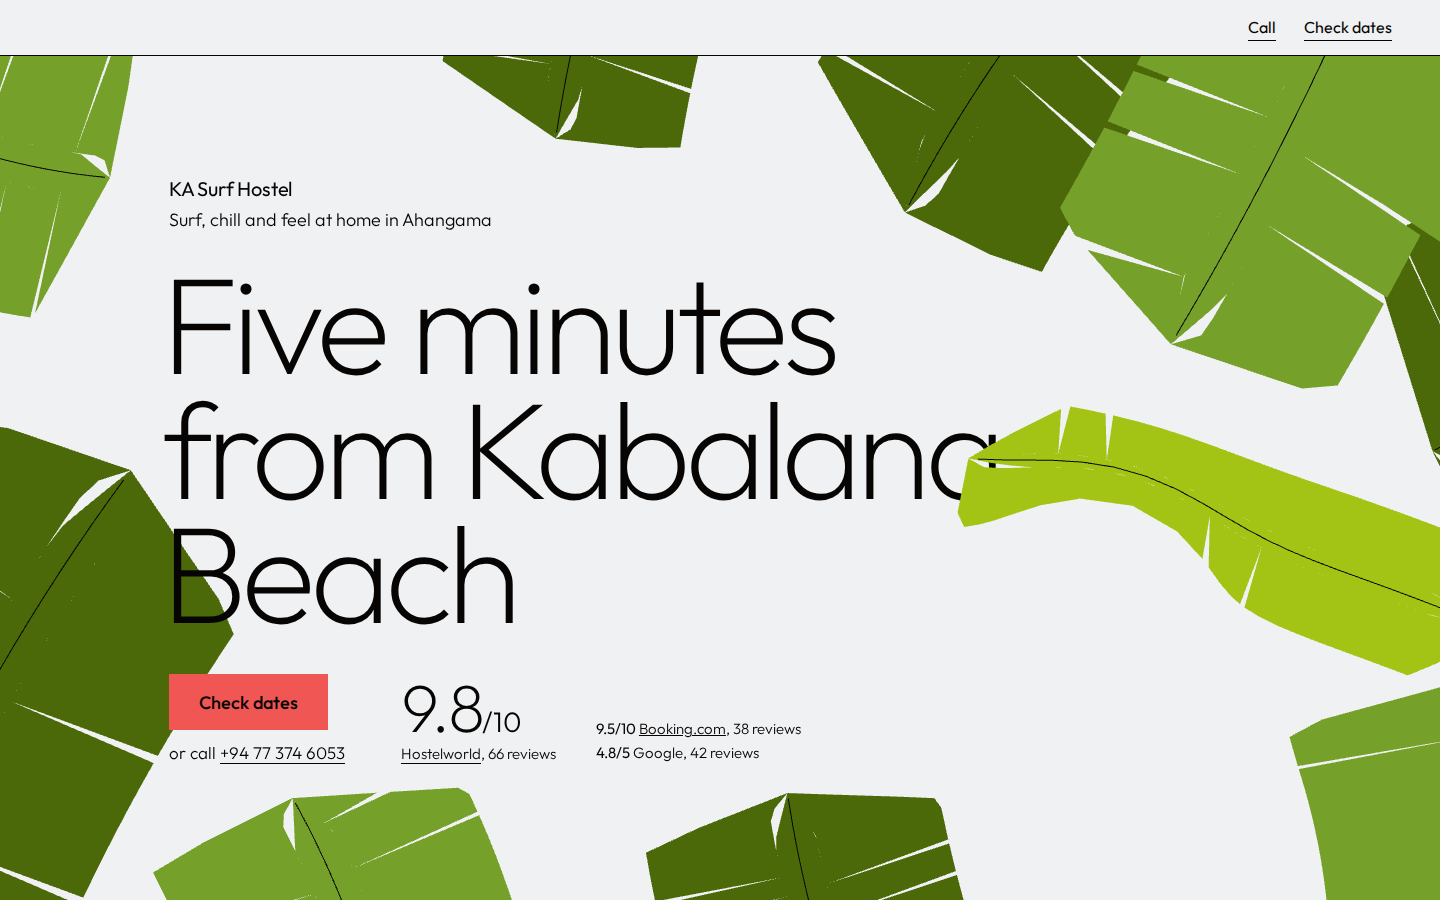 Call
Check dates
KA Surf Hostel
Surf, chill and feel at home in Ahangama
Five minutes
from Kabalana
Beach
Check dates
or call +94 77 374 6053
9.8/10
Hostelworld, 66 reviews
9.5/10 Booking.com, 38 reviews
4.8/5 Google, 42 reviews